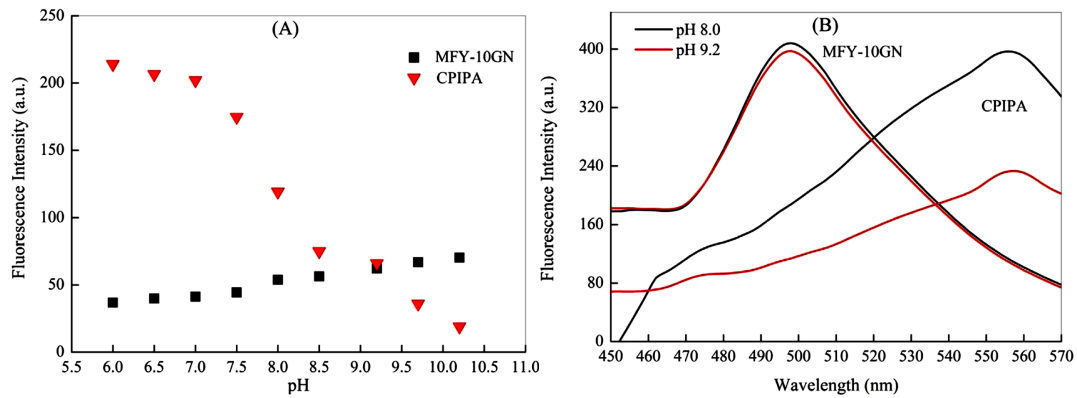 (A)
MFY-10GN
CPIPA
Fluorescence Intensity (a.u.)
250
200
150
100
50
0
5.5 6.0 6.5 7.0 7.5 8.0 8.5 9.0 9.5 10.0 10.5 11.0
pH
(B)
pH 8.0
pH 9.2
MFY-10GN
CPIPA
Fluorescence Intensity (a.u.)
400
320
240
160
80
0
450 460 470 480 490 500 510 520 530 540 550 560 570
Wavelength (nm)